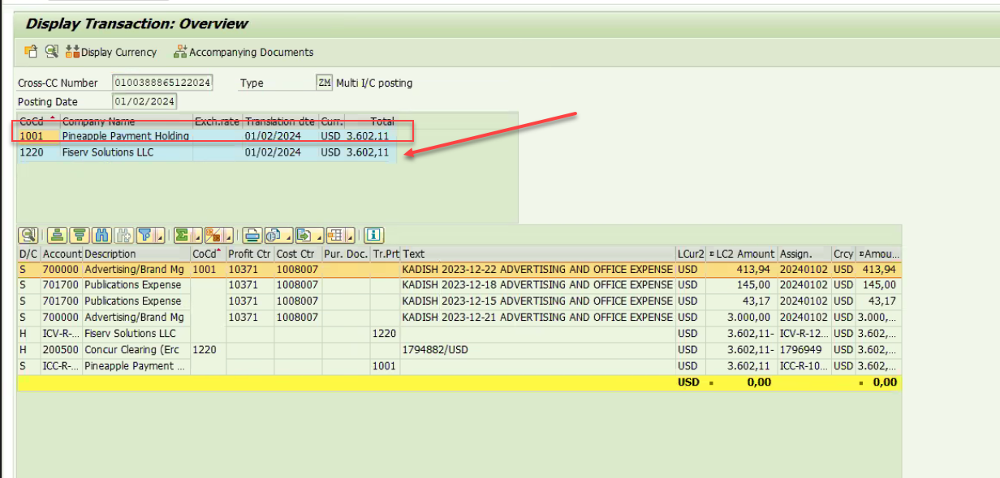 Display Transaction: Overview
Display Currency Accompanying Documents
Cross-CC Number 0100388865122024 Type ZM Multi I/C posting
Posting Date 01/02/2024
CoCd Company Name Exch.rate Translation dte Curr. Total
1001 Pineapple Payment Holding 01/02/2024 USD 3.602,11
1220 Fiserv Solutions LLC 01/02/2024 USD 3.602,11
D/C Account Description CoCd Profit Ctr Cost Ctr Pur. Doc. Tr.Prt Text LCur2 LC2 Amount Assign. Crcy Amou...
S 700000 Advertising/Brand Mg 1001 10371 1008007 KADISH 2023-12-22 ADVERTISING AND OFFICE EXPENSE USD 413,94 20240102 USD 413,94
S 701700 Publications Expense 10371 1008007 KADISH 2023-12-18 ADVERTISING AND OFFICE EXPENSE USD 145,00 20240102 USD 145,00
S 701700 Publications Expense 10371 1008007 KADISH 2023-12-15 ADVERTISING AND OFFICE EXPENSE USD 43,17 20240102 USD 43,17
S 700000 Advertising/Brand Mg 10371 1008007 KADISH 2023-12-21 ADVERTISING AND OFFICE EXPENSE USD 3.000,00 20240102 USD 3.000,...
H ICV-R-... Fiserv Solutions LLC 1220 USD 3.602,11- ICV-R-12... USD 3.602,...
H 200500 Concur Clearing (Erc 1220 1794882/USD USD 3.602,11- 1796949 USD 3.602,...
S ICC-R-... Pineapple Payment ... 1001 USD 3.602,11 ICC-R-10... USD 3.602,...
USD 0,00 0,00